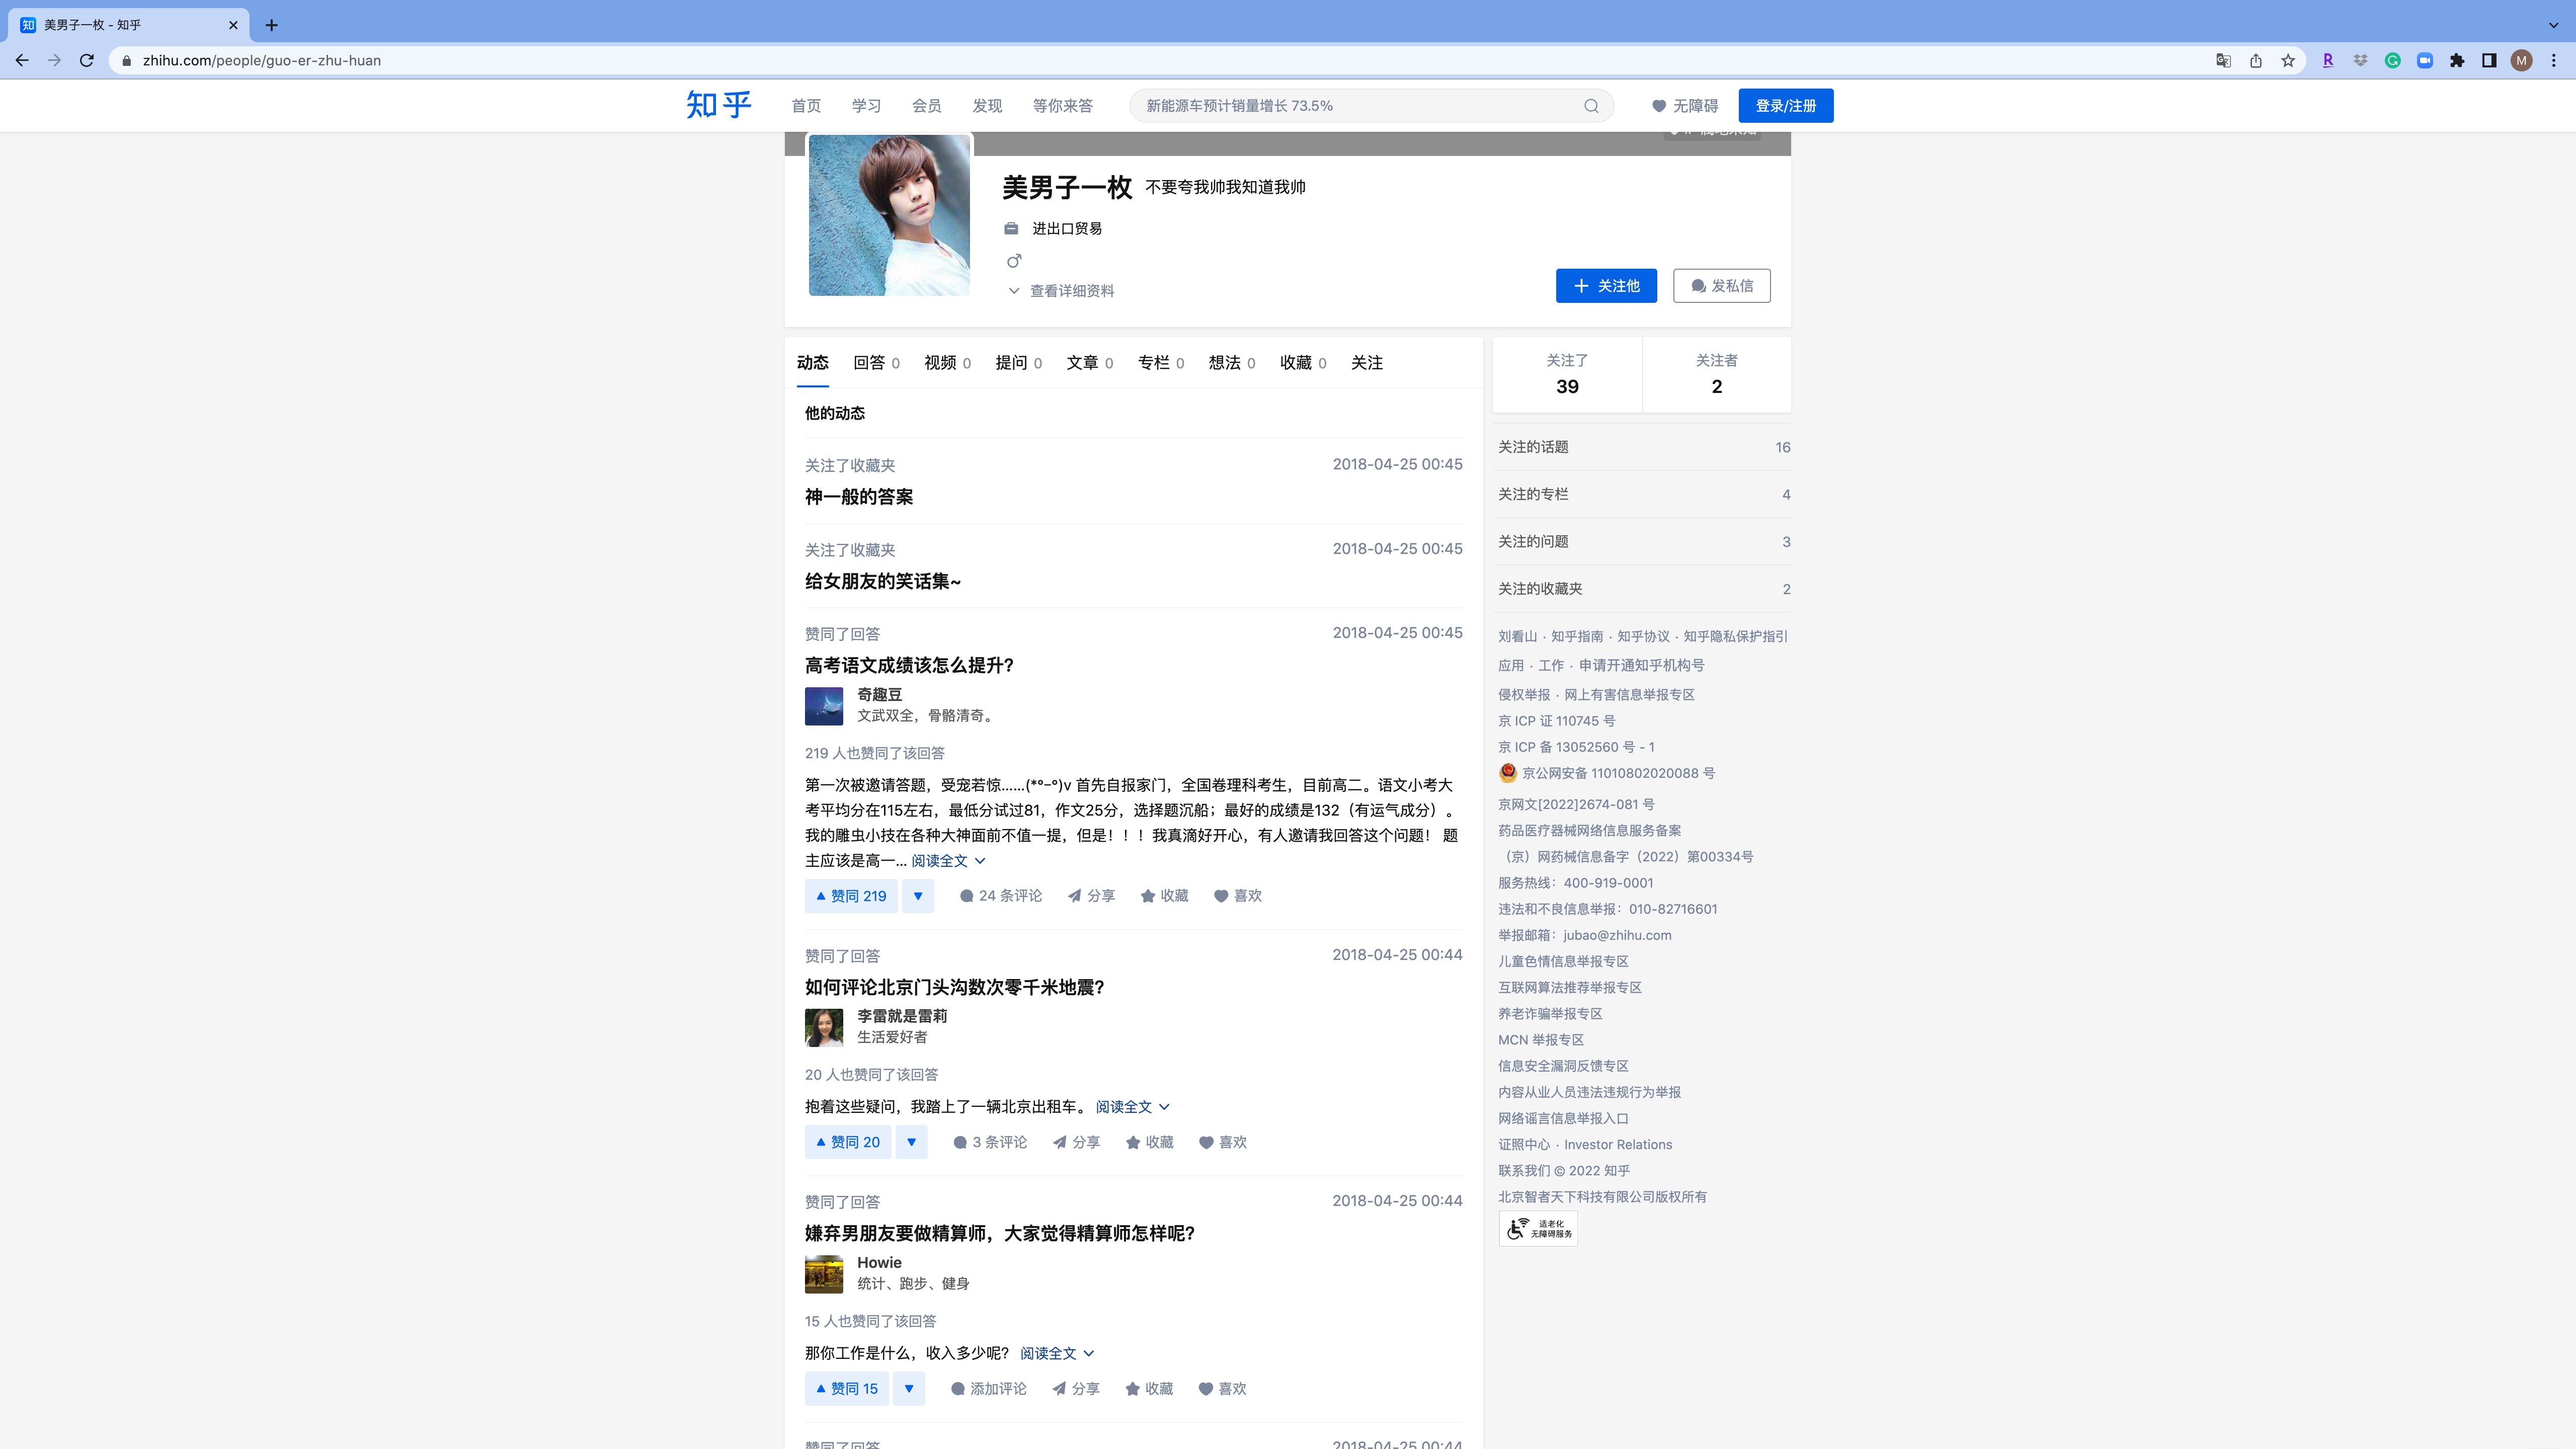 美男子一枚 - 知乎
zhihu.com/people/guo-er-zhu-huan
M
知乎
首页 学习 会员 发现 等你来答
新能源车预计销量增长 73.5%
无障碍
登录/注册
美男子一枚 不要夸我帅我知道我帅
进出口贸易
查看详细资料
关注他
发私信
动态 回答 0 视频 0 提问 0 文章 0 专栏 0 想法 0 收藏 0 关注
他的动态
关注了收藏夹 2018-04-25 00:45
神一般的答案
关注了收藏夹 2018-04-25 00:45
给女朋友的笑话集~
赞同了回答 2018-04-25 00:45
高考语文成绩该怎么提升?
奇趣豆
文武双全，骨骼清奇。
219 人也赞同了该回答
第一次被邀请答题，受宠若惊……(*°ｰ°)v 首先自报家门，全国卷理科考生，目前高二。语文小考大
考平均分在115左右，最低分试过81，作文25分，选择题沉船；最好的成绩是132（有运气成分）。
我的雕虫小技在各种大神面前不值一提，但是！！！我真滴好开心，有人邀请我回答这个问题！ 题
主应该是高一... 阅读全文
赞同 219 24 条评论 分享 收藏 喜欢
赞同了回答 2018-04-25 00:44
如何评论北京门头沟数次零千米地震?
李雷就是雷莉
生活爱好者
20 人也赞同了该回答
抱着这些疑问，我踏上了一辆北京出租车。 阅读全文
赞同 20 3 条评论 分享 收藏 喜欢
赞同了回答 2018-04-25 00:44
嫌弃男朋友要做精算师，大家觉得精算师怎样呢?
Howie
统计、跑步、健身
15 人也赞同了该回答
那你工作是什么，收入多少呢？ 阅读全文
赞同 15 添加评论 分享 收藏 喜欢
赞同了回答 2018-04-25 00:44
关注了 关注者
39 2
关注的话题 16
关注的专栏 4
关注的问题 3
关注的收藏夹 2
刘看山 · 知乎指南 · 知乎协议 · 知乎隐私保护指引
应用 · 工作 · 申请开通知乎机构号
侵权举报 · 网上有害信息举报专区
京 ICP 证 110745 号
京 ICP 备 13052560 号 - 1
京公网安备 11010802020088 号
京网文[2022]2674-081 号
药品医疗器械网络信息服务备案
（京）网药械信息备字（2022）第00334号
服务热线：400-919-0001
违法和不良信息举报：010-82716601
举报邮箱：jubao@zhihu.com
儿童色情信息举报专区
互联网算法推荐举报专区
养老诈骗举报专区
MCN 举报专区
信息安全漏洞反馈专区
内容从业人员违法违规行为举报
网络谣言信息举报入口
证照中心 · Investor Relations
联系我们 © 2022 知乎
北京智者天下科技有限公司版权所有
适老化
无障碍服务